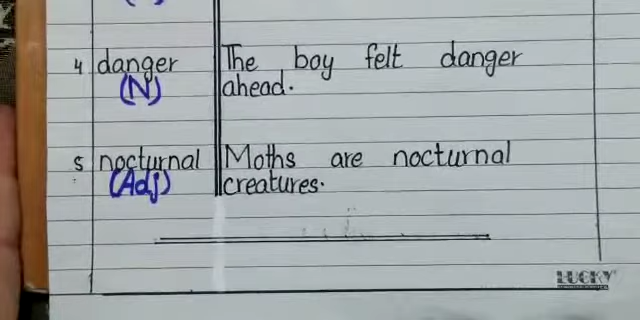 4 danger The boy felt danger
(N) ahead.
5 nocturnal Moths are nocturnal
(Adj) creatures.
LUCKY